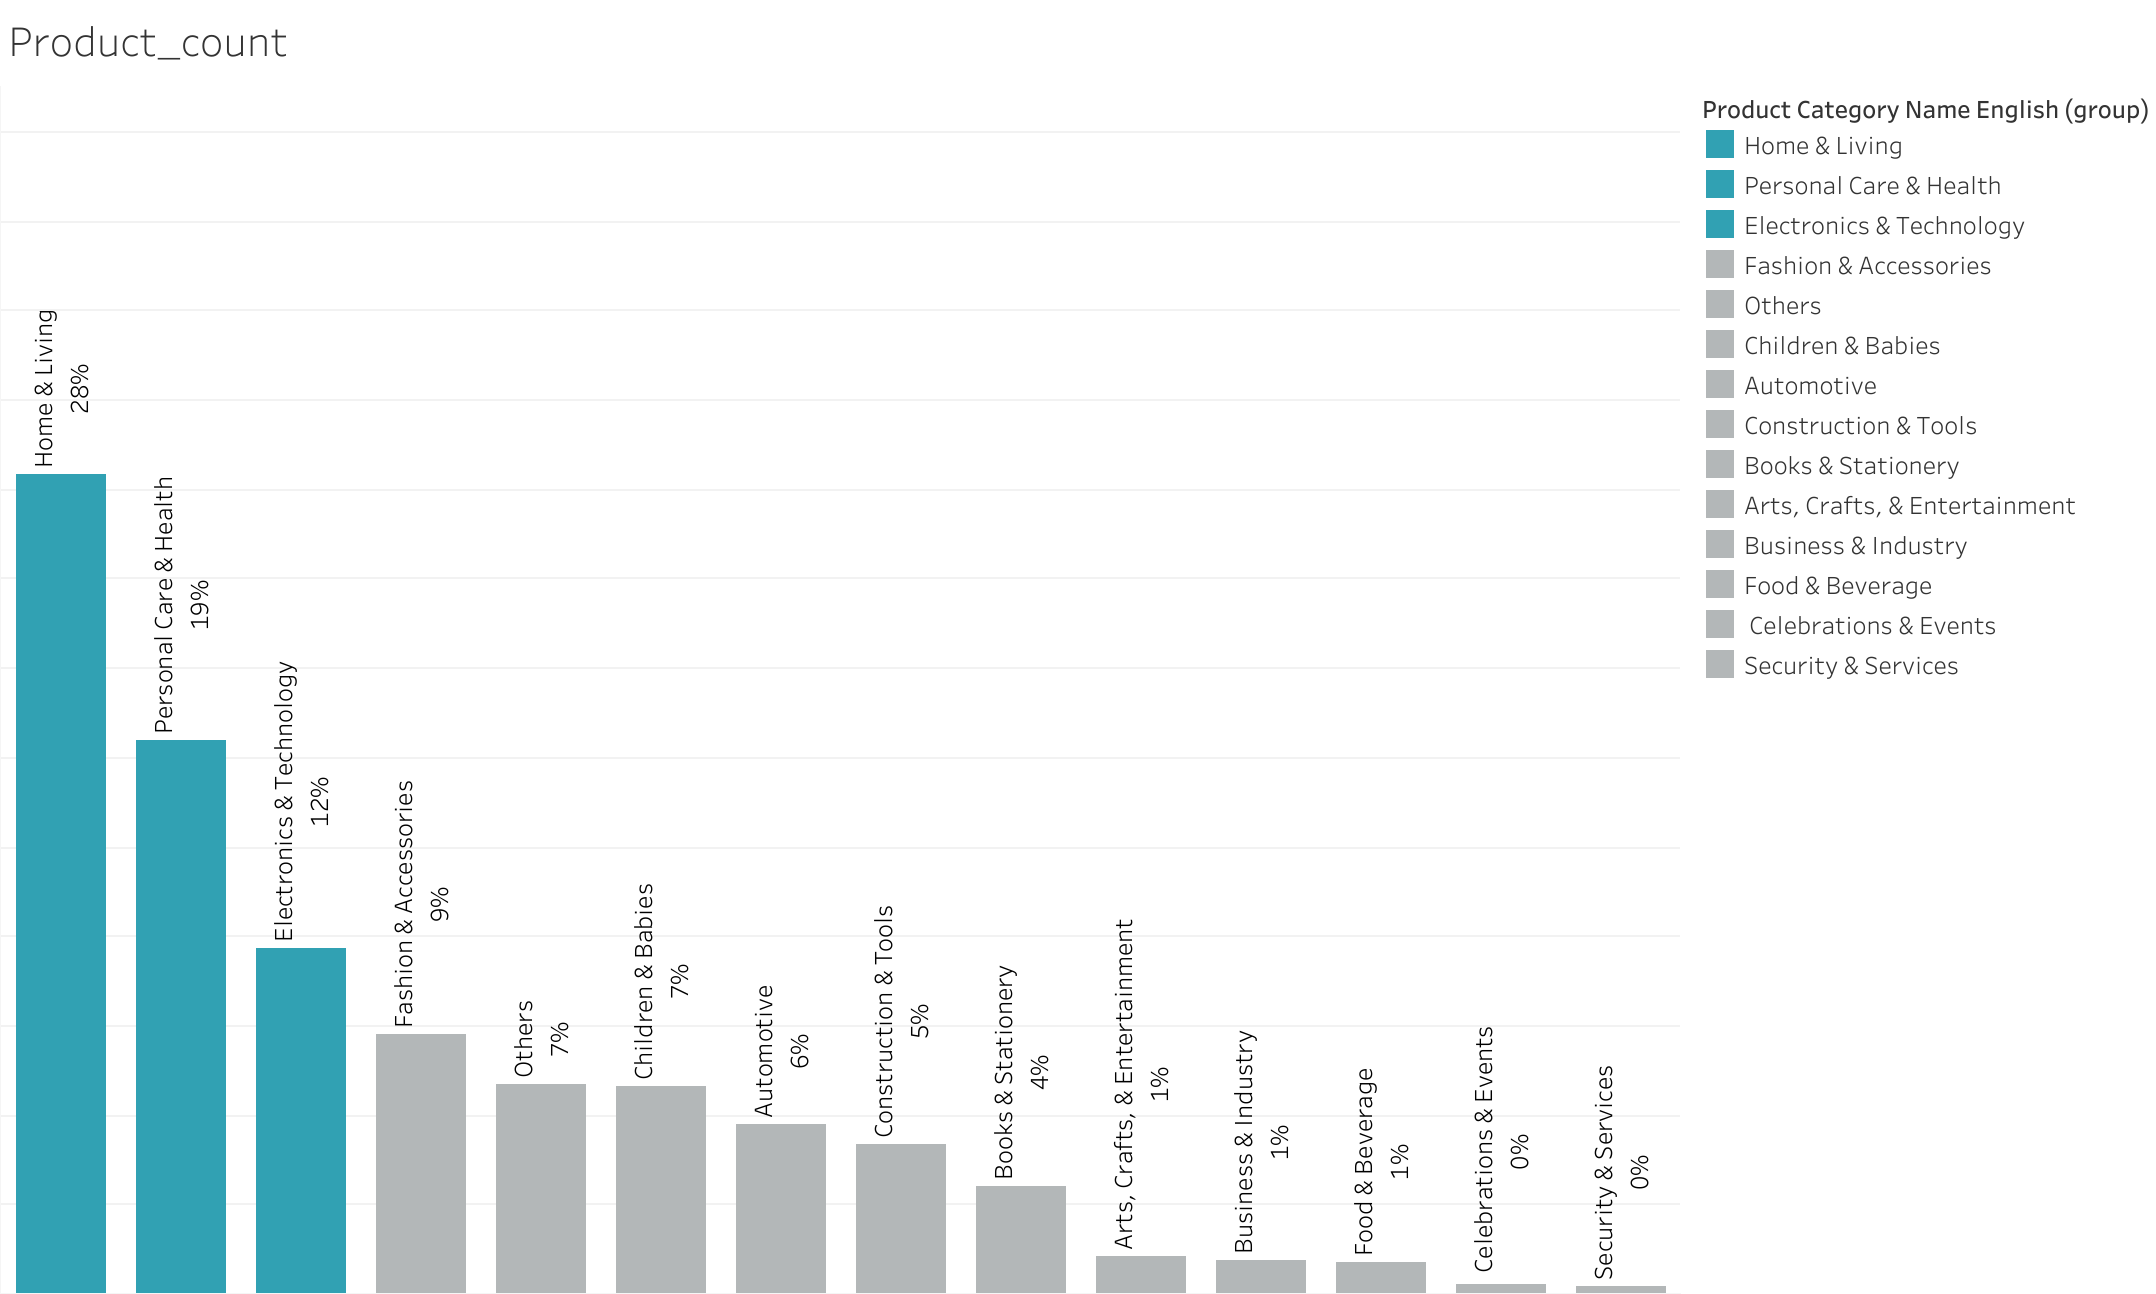 Product_count
Home & Living
28%
Personal Care & Health
19%
Electronics & Technology
12%
Fashion & Accessories
9%
Others
7%
Children & Babies
7%
Automotive
6%
Construction & Tools
5%
Books & Stationery
4%
Arts, Crafts, & Entertainment
1%
Business & Industry
1%
Food & Beverage
1%
Celebrations & Events
0%
Security & Services
0%
Product Category Name English (group)
Home & Living
Personal Care & Health
Electronics & Technology
Fashion & Accessories
Others
Children & Babies
Automotive
Construction & Tools
Books & Stationery
Arts, Crafts, & Entertainment
Business & Industry
Food & Beverage
Celebrations & Events
Security & Services